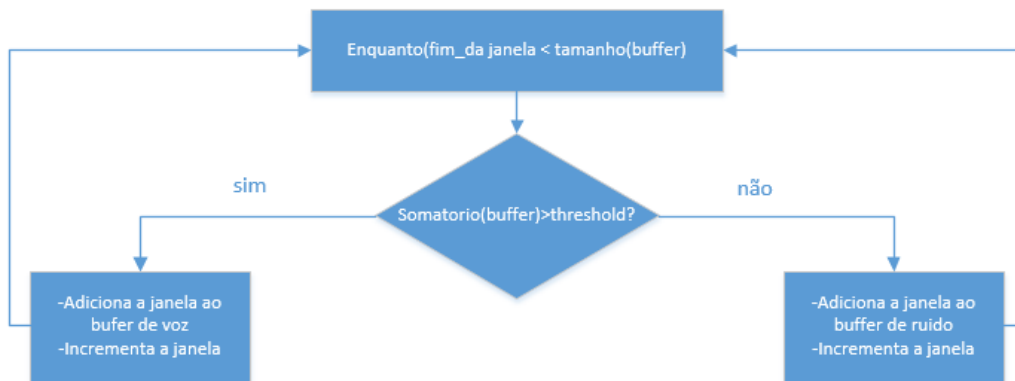 Enquanto(fim_da janela < tamanho(buffer)
sim
não
Somatorio(buffer)>threshold?
-Adiciona a janela ao
bufer de voz
-Incrementa a janela
-Adiciona a janela ao
buffer de ruido
-Incrementa a janela